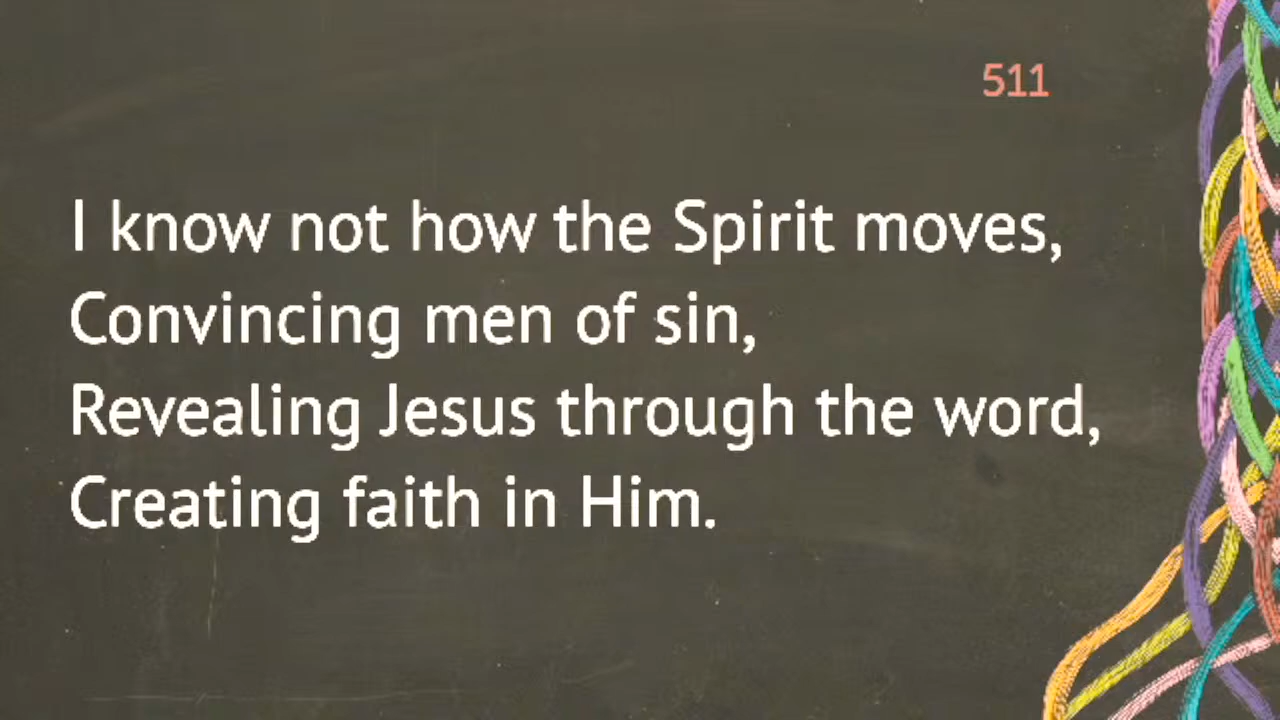 511
I know not how the Spirit moves,
Convincing men of sin,
Revealing Jesus through the word,
Creating faith in Him.